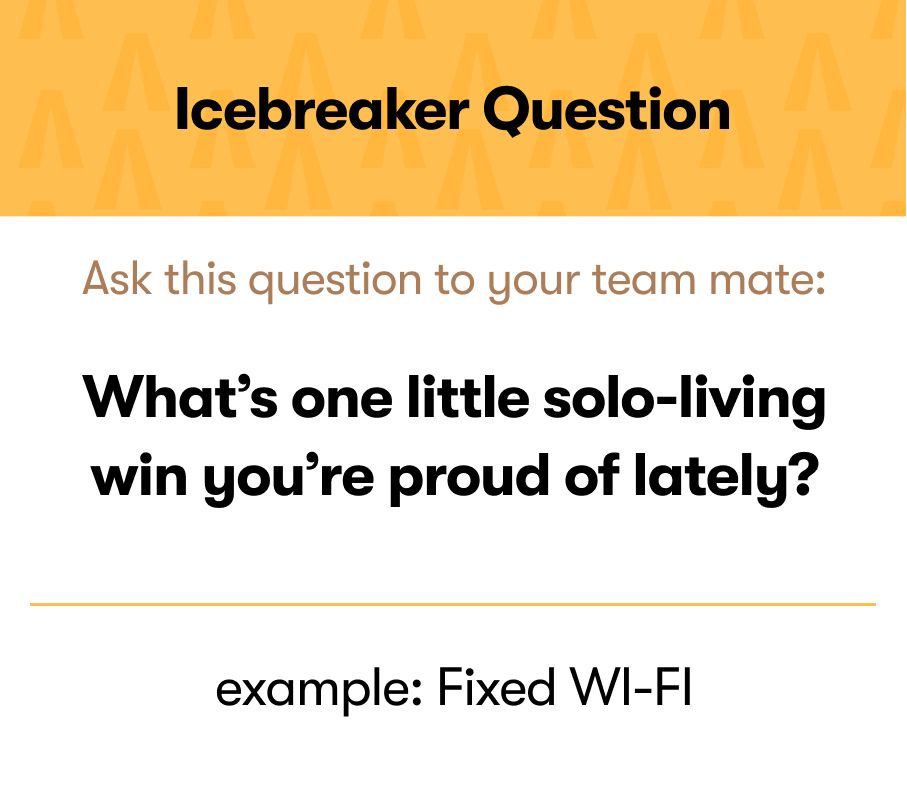 Icebreaker Question
Ask this question to your team mate:
What’s one little solo-living
win you’re proud of lately?
example: Fixed WI-FI